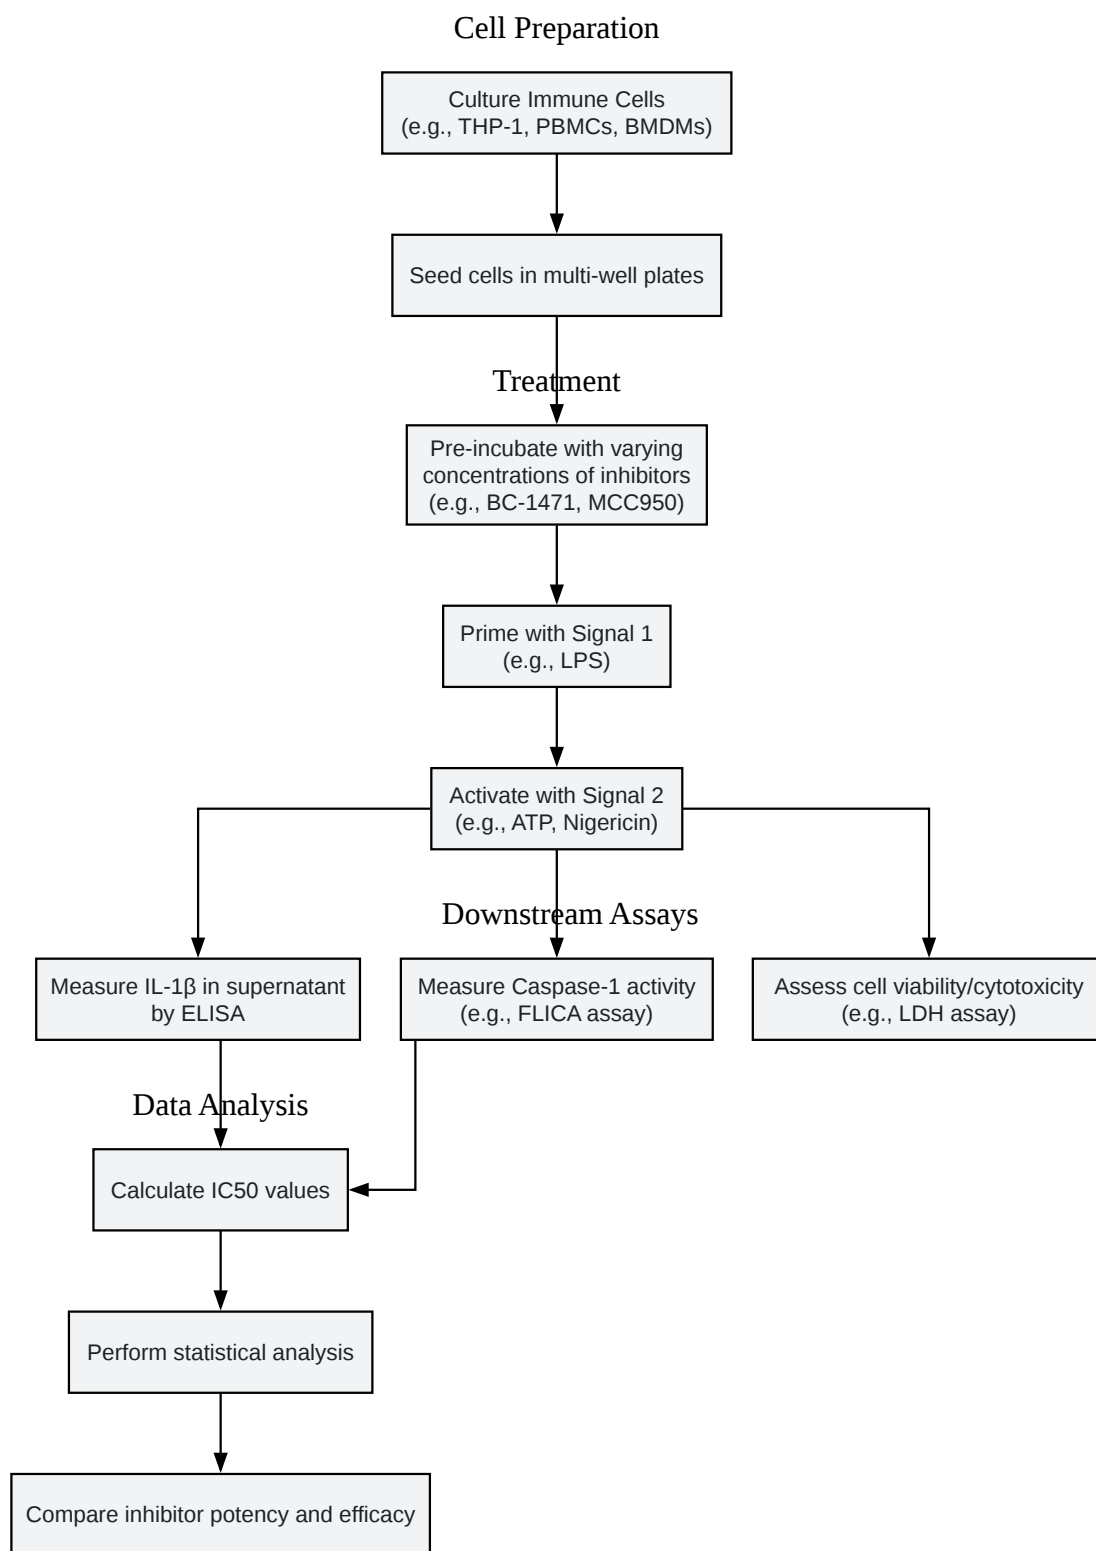 Cell Preparation
Culture Immune Cells
(e.g., THP-1, PBMCs, BMDMs)
Seed cells in multi-well plates
Treatment
Pre-incubate with varying
concentrations of inhibitors
(e.g., BC-1471, MCC950)
Prime with Signal 1
(e.g., LPS)
Activate with Signal 2
(e.g., ATP, Nigericin)
Downstream Assays
Measure IL-1β in supernatant
by ELISA
Measure Caspase-1 activity
(e.g., FLICA assay)
Assess cell viability/cytotoxicity
(e.g., LDH assay)
Data Analysis
Calculate IC50 values
Perform statistical analysis
Compare inhibitor potency and efficacy